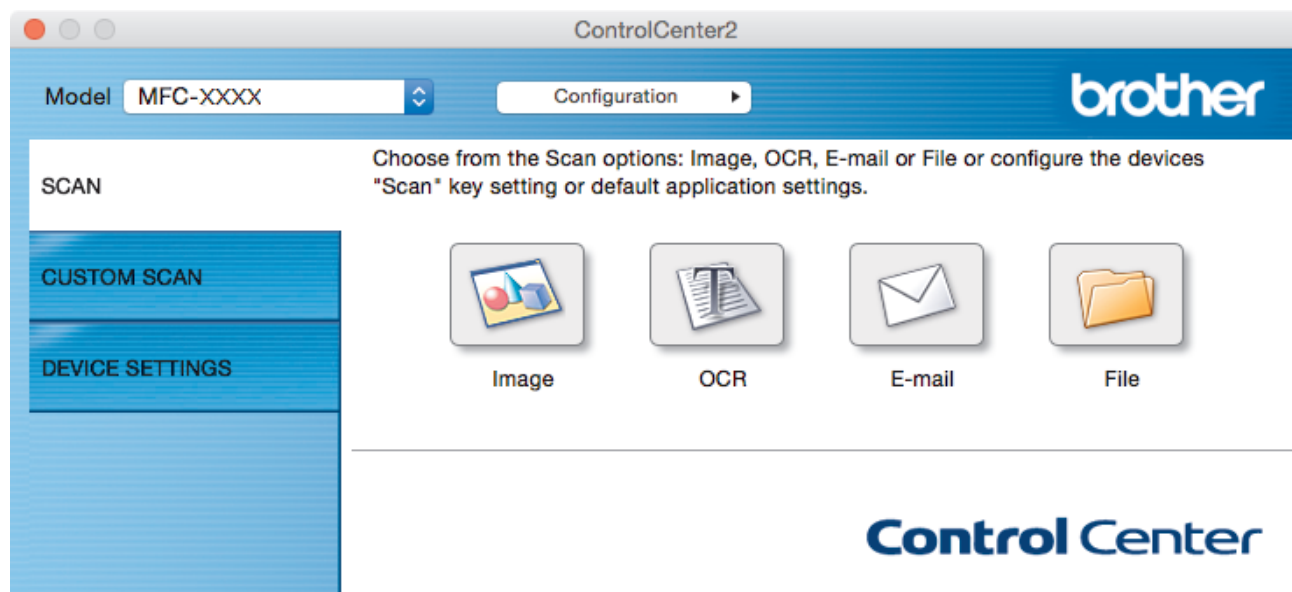 ControlCenter2
Model MFC-XXXX Configuration brother
SCAN
Choose from the Scan options: Image, OCR, E-mail or File or configure the devices
"Scan" key setting or default application settings.
CUSTOM SCAN
DEVICE SETTINGS
T
Image OCR E-mail File
Control Center